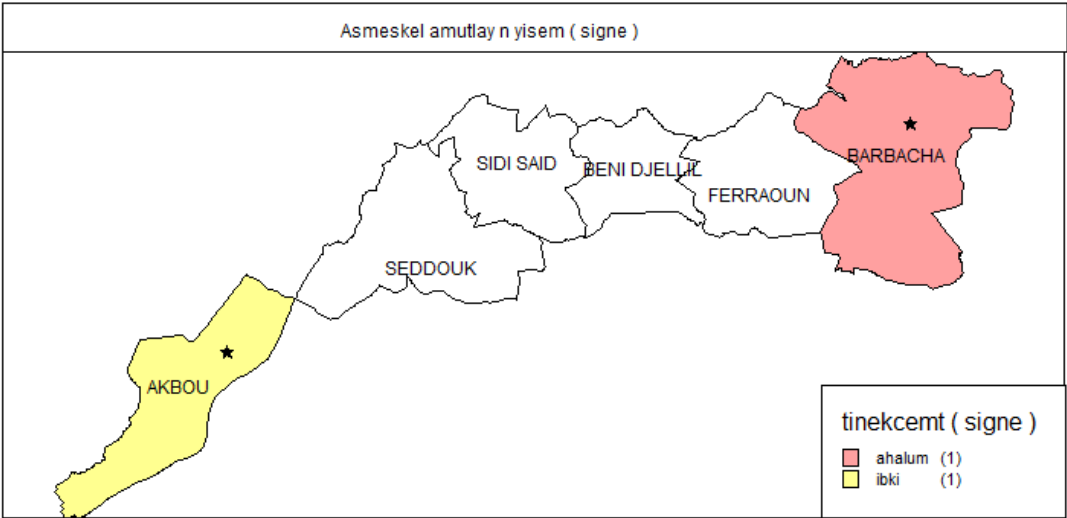 Asmeskel amutlay n yisem ( signe )
BARBACHA
SIDI SAID
BENI DJELLIL
FERRAOUN
SEDDOUK
AKBOU
tinekcemt ( signe )
ahalum (1)
ibki (1)